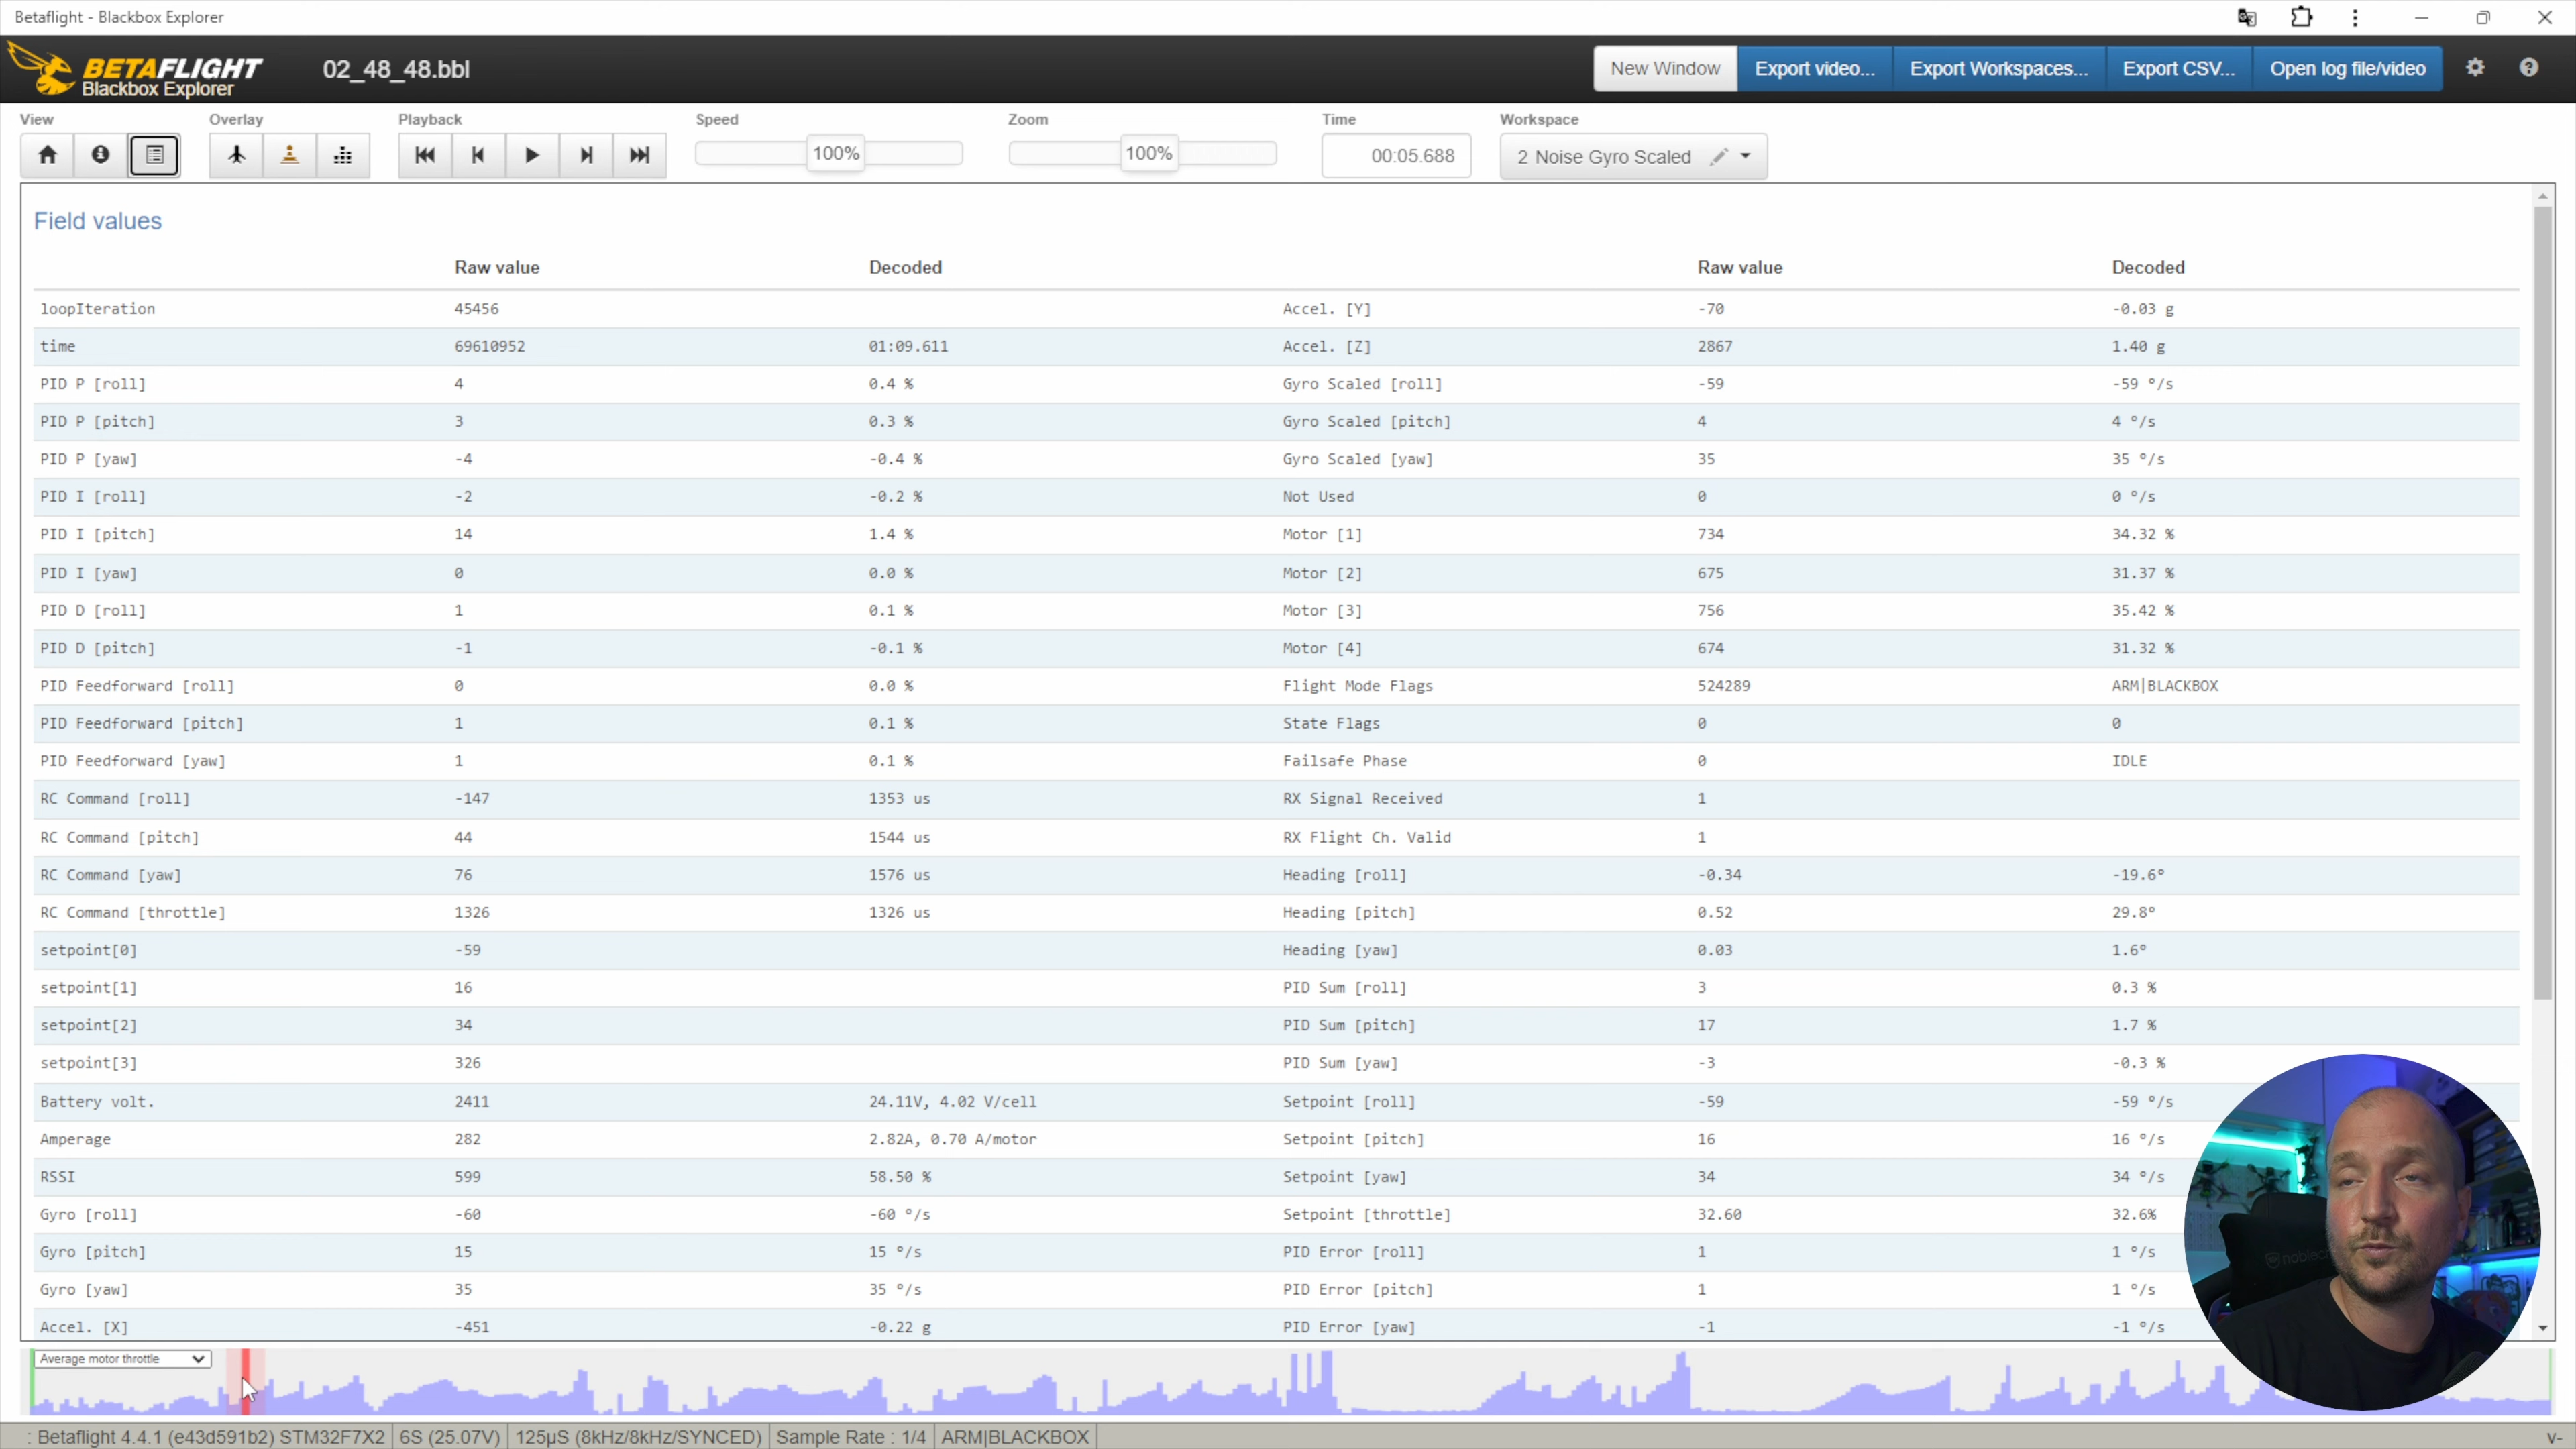 Betaflight - Blackbox Explorer
BETAFLIGHT
Blackbox Explorer
02_48_48.bbl
New Window
Export video...
Export Workspaces...
Export CSV...
Open log file/video
View
Overlay
Playback
Speed
Zoom
Time
Workspace
100%
100%
00:05.688
2 Noise Gyro Scaled
Field values
Raw value Decoded Raw value Decoded
loopIteration 45456 Accel. [Y] -70 -0.03 g
time 69610952 01:09.611 Accel. [Z] 2867 1.40 g
PID P [roll] 4 0.4 % Gyro Scaled [roll] -59 -59 º/s
PID P [pitch] 3 0.3 % Gyro Scaled [pitch] 4 4 º/s
PID P [yaw] -4 -0.4 % Gyro Scaled [yaw] 35 35 º/s
PID I [roll] -2 -0.2 % Not Used 0 0 º/s
PID I [pitch] 14 1.4 % Motor [1] 734 34.32 %
PID I [yaw] 0 0.0 % Motor [2] 675 31.37 %
PID D [roll] 1 0.1 % Motor [3] 756 35.42 %
PID D [pitch] -1 -0.1 % Motor [4] 674 31.32 %
PID Feedforward [roll] 0 0.0 % Flight Mode Flags 524289 ARM|BLACKBOX
PID Feedforward [pitch] 1 0.1 % State Flags 0 0
PID Feedforward [yaw] 1 0.1 % Failsafe Phase 0 IDLE
RC Command [roll] -147 1353 us RX Signal Received 1
RC Command [pitch] 44 1544 us RX Flight Ch. Valid 1
RC Command [yaw] 76 1576 us Heading [roll] -0.34 -19.6°
RC Command [throttle] 1326 1326 us Heading [pitch] 0.52 29.8°
setpoint[0] -59 Heading [yaw] 0.03 1.6°
setpoint[1] 16 PID Sum [roll] 3 0.3 %
setpoint[2] 34 PID Sum [pitch] 17 1.7 %
setpoint[3] 326 PID Sum [yaw] -3 -0.3 %
Battery volt. 2411 24.11V, 4.02 V/cell Setpoint [roll] -59 -59 º/s
Amperage 282 2.82A, 0.70 A/motor Setpoint [pitch] 16 16 º/s
RSSI 599 58.50 % Setpoint [yaw] 34 34 º/s
Gyro [roll] -60 -60 º/s Setpoint [throttle] 32.60 32.6%
Gyro [pitch] 15 15 º/s PID Error [roll] 1 1 º/s
Gyro [yaw] 35 35 º/s PID Error [pitch] 1 1 º/s
Accel. [X] -451 -0.22 g PID Error [yaw] -1 -1 º/s
Average motor throttle
: Betaflight 4.4.1 (e43d591b2) STM32F7X2 6S (25.07V) 125µS (8kHz/8kHz/SYNCED) Sample Rate : 1/4 ARM|BLACKBOX v-